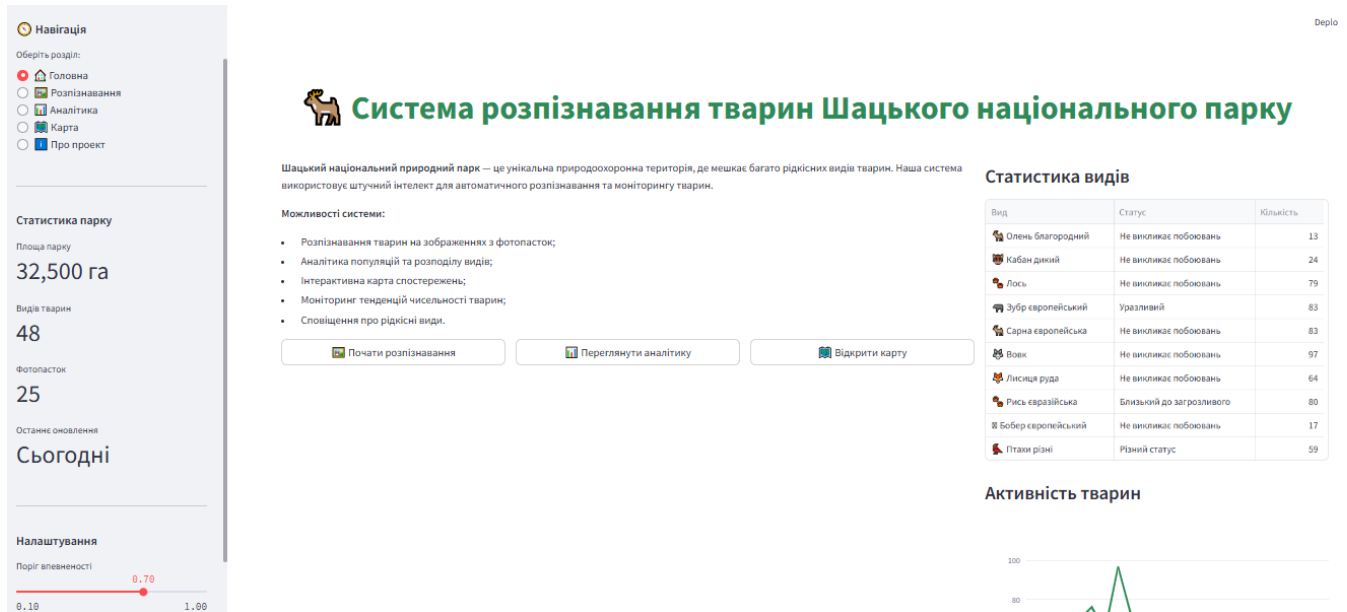 Навігація
Оберіть розділ:
Головна
Розпізнавання
Аналітика
Карта
Про проект
Статистика парку
Площа парку
32,500 га
Видів тварин
48
Фотопасток
25
Останнє оновлення
Сьогодні
Налаштування
Поріг впевненості
0.70
0.10 1.00
Deplo
Система розпізнавання тварин Шацького національного парку
Шацький національний природний парк — це унікальна природоохоронна територія, де мешкає багато рідкісних видів тварин. Наша система
використовує штучний інтелект для автоматичного розпізнавання та моніторингу тварин.
Можливості системи:
• Розпізнавання тварин на зображеннях з фотопасток;
• Аналітика популяцій та розподілу видів;
• Інтерактивна карта спостережень;
• Моніторинг тенденцій чисельності тварин;
• Сповіщення про рідкісні види.
Почати розпізнавання Переглянути аналітику Відкрити карту
Статистика видів
Вид Статус Кількість
Олень благородний Не викликає побоювань 13
Кабан дикий Не викликає побоювань 24
Лось Не викликає побоювань 79
Зубр європейський Уразливий 83
Сарна європейська Не викликає побоювань 83
Вовк Не викликає побоювань 97
Лисиця руда Не викликає побоювань 64
Рись євразійська Близький до загрозливого 80
Бобер європейський Не викликає побоювань 17
Птахи різні Різний статус 59
Активність тварин
100
80